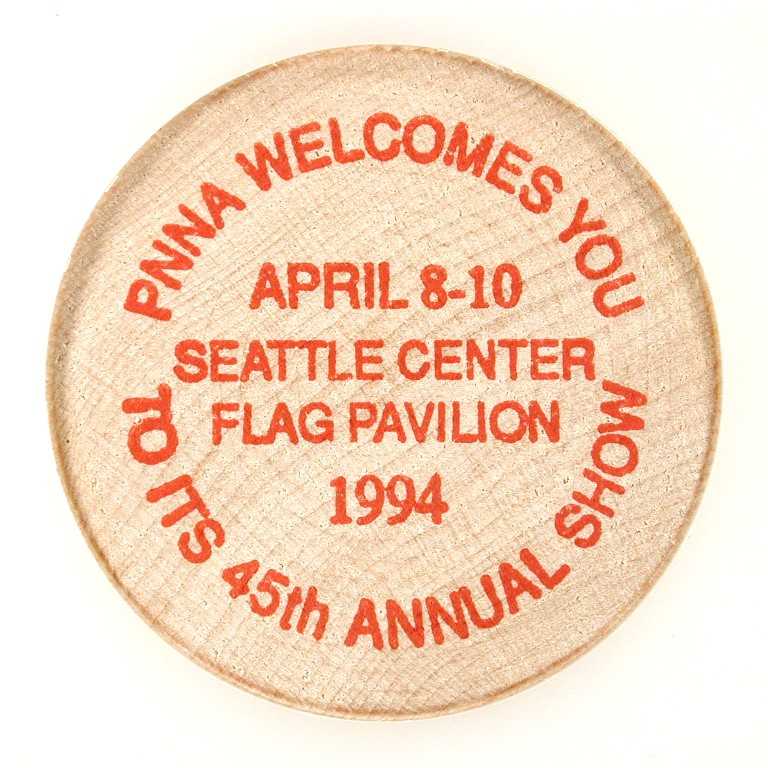 PNNA WELCOMES YOU
APRIL 8-10
SEATTLE CENTER
FLAG PAVILION
1994
TO ITS 45th ANNUAL SHOW